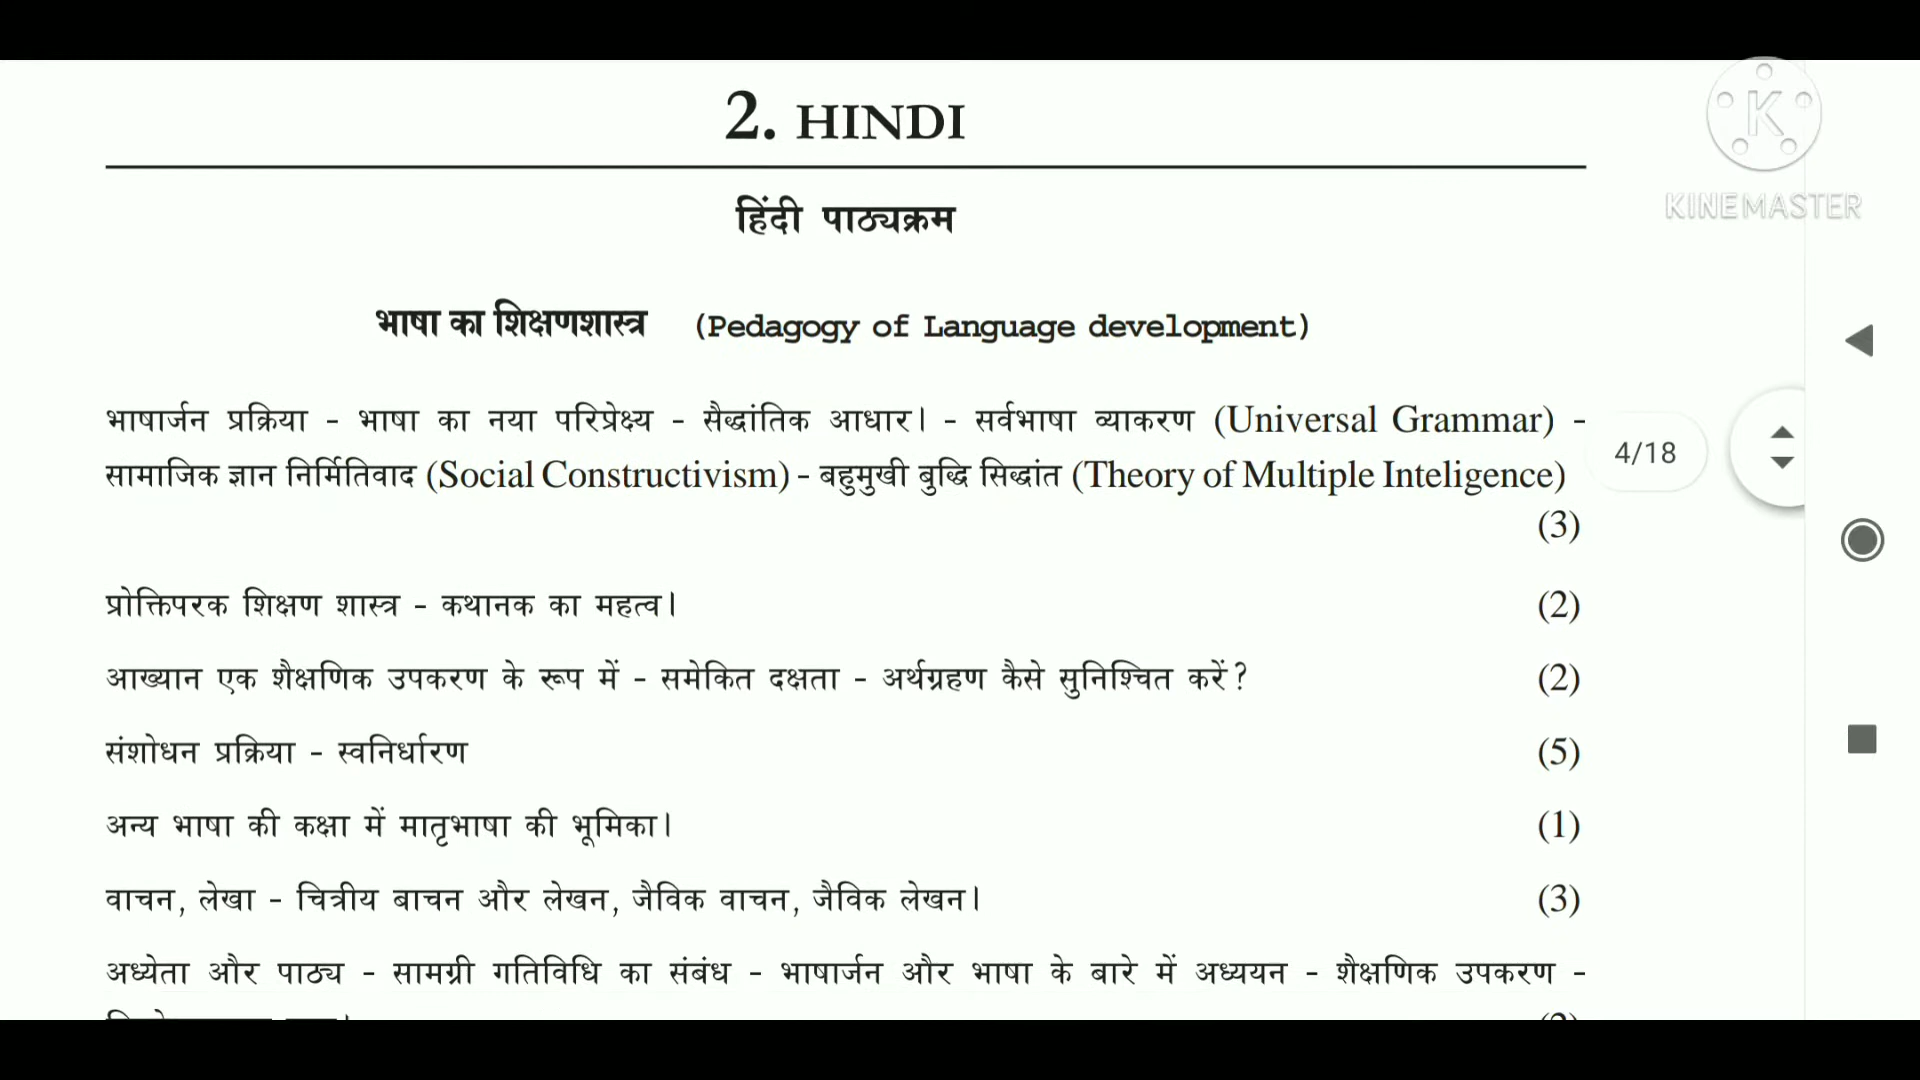 2. HINDI
K
KINEMASTER
हिंदी पाठ्यक्रम
भाषा का शिक्षणशास्त्र (Pedagogy of Language development)
भाषार्जन प्रक्रिया - भाषा का नया परिप्रेक्ष्य - सैद्धांतिक आधार। - सर्वभाषा व्याकरण (Universal Grammar) -
4/18
सामाजिक ज्ञान निर्मितिवाद (Social Constructivism) - बहुमुखी बुद्धि सिद्धांत (Theory of Multiple Inteligence)
(3)
प्रोक्तिपरक शिक्षण शास्त्र - कथानक का महत्व। (2)
आख्यान एक शैक्षणिक उपकरण के रूप में - समेकित दक्षता - अर्थग्रहण कैसे सुनिश्चित करें? (2)
संशोधन प्रक्रिया - स्वनिर्धारण (5)
अन्य भाषा की कक्षा में मातृभाषा की भूमिका। (1)
वाचन, लेखा - चित्रीय बाचन और लेखन, जैविक वाचन, जैविक लेखन। (3)
अध्येता और पाठ्य - सामग्री गतिविधि का संबंध - भाषार्जन और भाषा के बारे में अध्ययन - शैक्षणिक उपकरण -